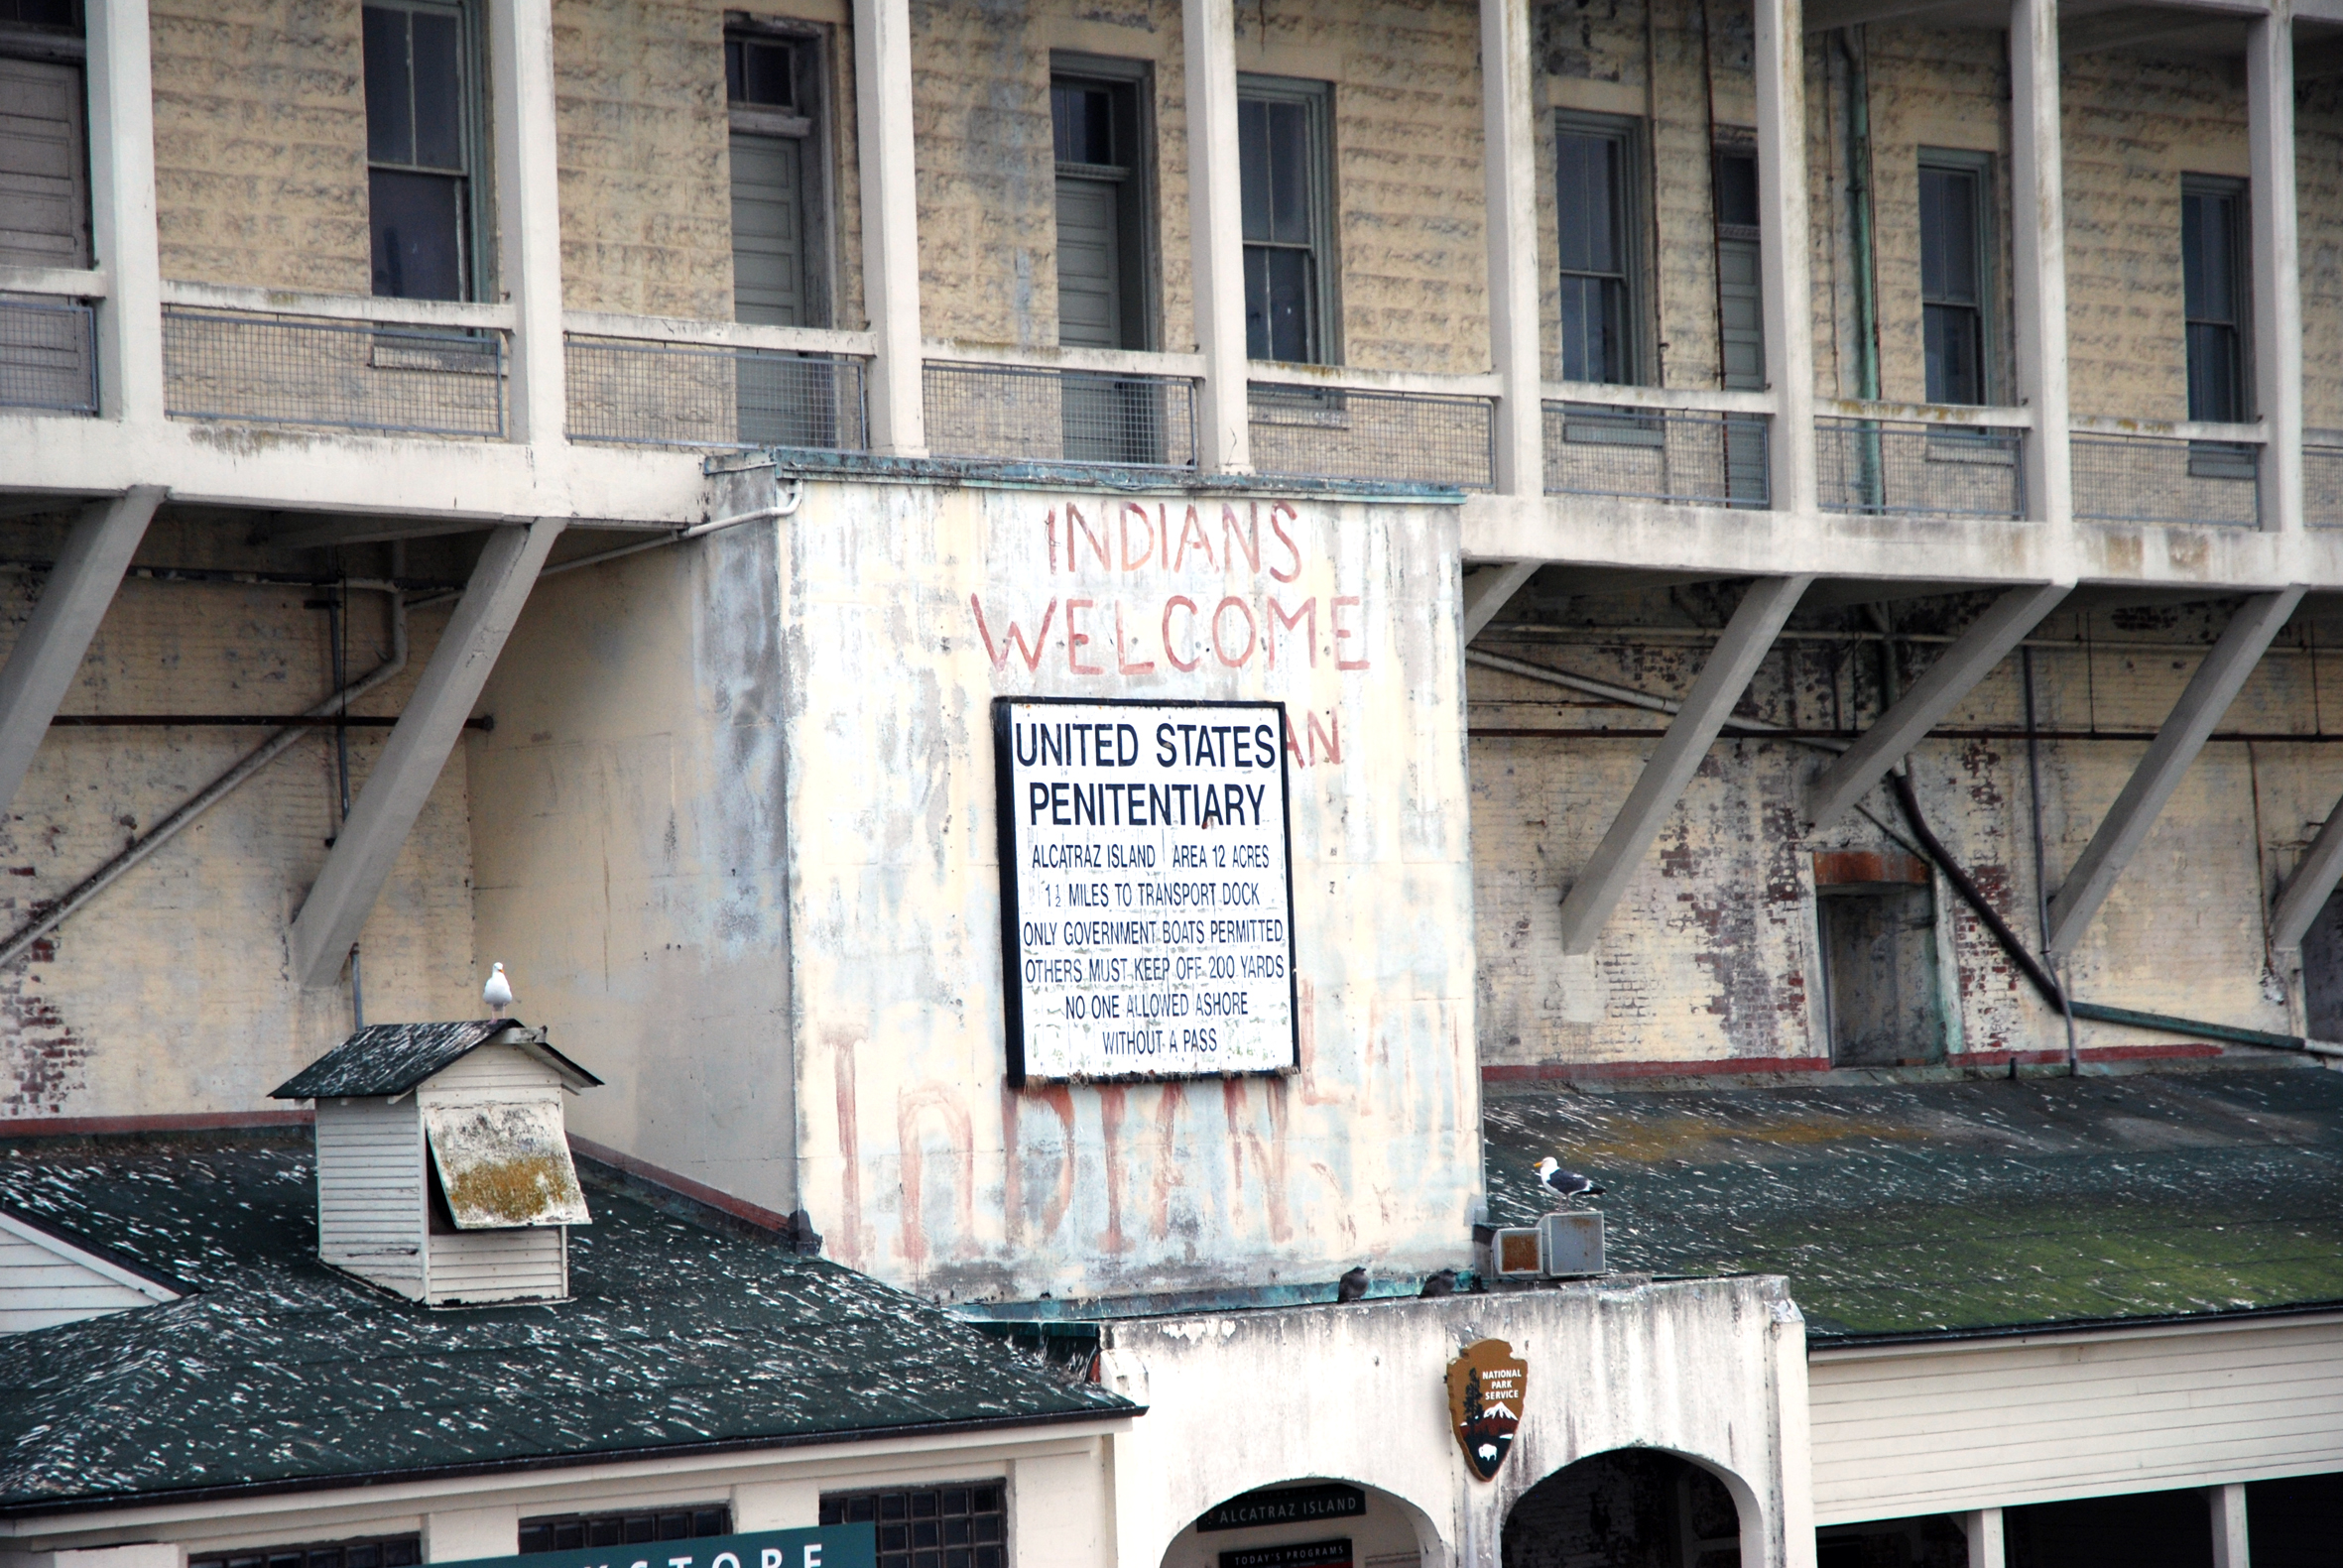 INDIANS
WELCOME
UNITED STATES
PENITENTIARY
ALCATRAZ ISLAND AREA 12 ACRES
1½ MILES TO TRANSPORT DOCK
ONLY GOVERNMENT BOATS PERMITTED
OTHERS MUST KEEP OFF 200 YARDS
NO ONE ALLOWED ASHORE
WITHOUT A PASS
INDIAN
NATIONAL
PARK
SERVICE
ALCATRAZ ISLAND
TODAY'S PROGRAMS